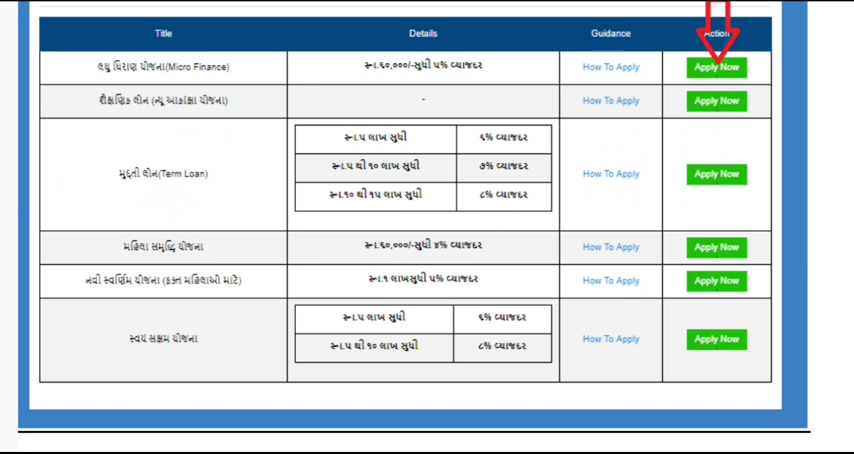 Title Details Guidance Action
લઘુ ધિરાણ યોજના(Micro Finance) રૂા.૬૦,૦૦૦/-સુધી ૫% વ્યાજદર How To Apply Apply Now
શૈક્ષણિક લોન (ન્યૂ આકાંક્ષા યોજના) - How To Apply Apply Now
રૂા.૫ લાખ સુધી ૬% વ્યાજદર
મુદ્દતી લોન(Term Loan) રૂા.૫ થી ૧૦ લાખ સુધી ૭% વ્યાજદર How To Apply Apply Now
રૂા.૧૦ થી ૧૫ લાખ સુધી ૮% વ્યાજદર
મહિલા સમૃદ્ધિ યોજના રૂા.૬૦,૦૦૦/-સુધી ૪% વ્યાજદર How To Apply Apply Now
નવી સ્વર્ણિમ યોજના (ફક્ત મહિલાઓ માટે) રૂા.૧ લાખસુધી ૫% વ્યાજદર How To Apply Apply Now
રૂા.૫ લાખ સુધી ૬% વ્યાજદર
સ્વયં સક્ષમ યોજના How To Apply Apply Now
રૂા.૫ થી ૧૦ લાખ સુધી ૮% વ્યાજદર